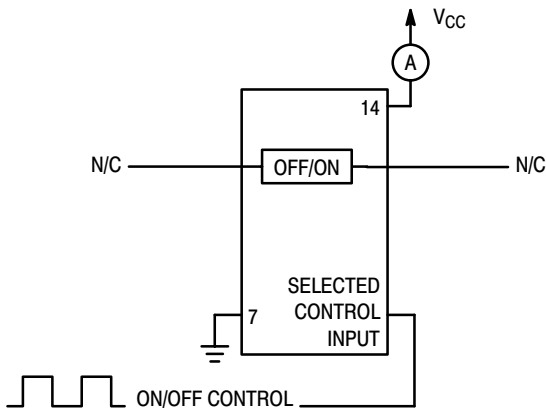 VCC
A
14
N/C
OFF/ON
N/C
SELECTED
7
CONTROL
INPUT
ON/OFF CONTROL